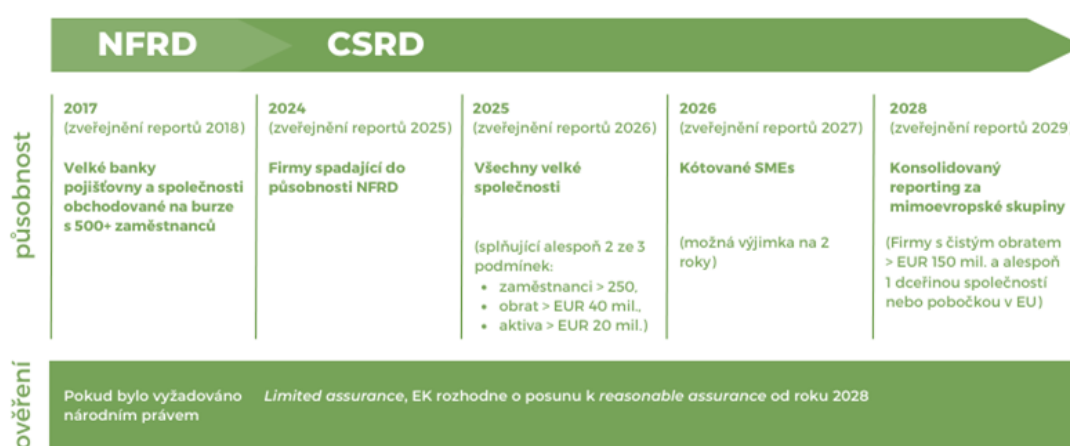 NFRD
CSRD
působnost
2017
(zveřejnění reportů 2018)
Velké banky
pojišťovny a společnosti
obchodované na burze
s 500+ zaměstnanců
2024
(zveřejnění reportů 2025)
Firmy spadající do
působnosti NFRD
2025
(zveřejnění reportů 2026)
Všechny velké
společnosti
(splňující alespoň 2 ze 3
podmínek:
• zaměstnanci > 250,
• obrat > EUR 40 mil.,
• aktiva > EUR 20 mil.)
2026
(zveřejnění reportů 2027)
Kótované SMEs
(možná výjimka na 2
roky)
2028
(zveřejnění reportů 2029)
Konsolidovaný
reporting za
mimoevropské skupiny
(Firmy s čistým obratem
> EUR 150 mil. a alespoň
1 dceřinou společností
nebo pobočkou v EU)
ověření
Pokud bylo vyžadováno
národním právem
Limited assurance, EK rozhodne o posunu k reasonable assurance od roku 2028